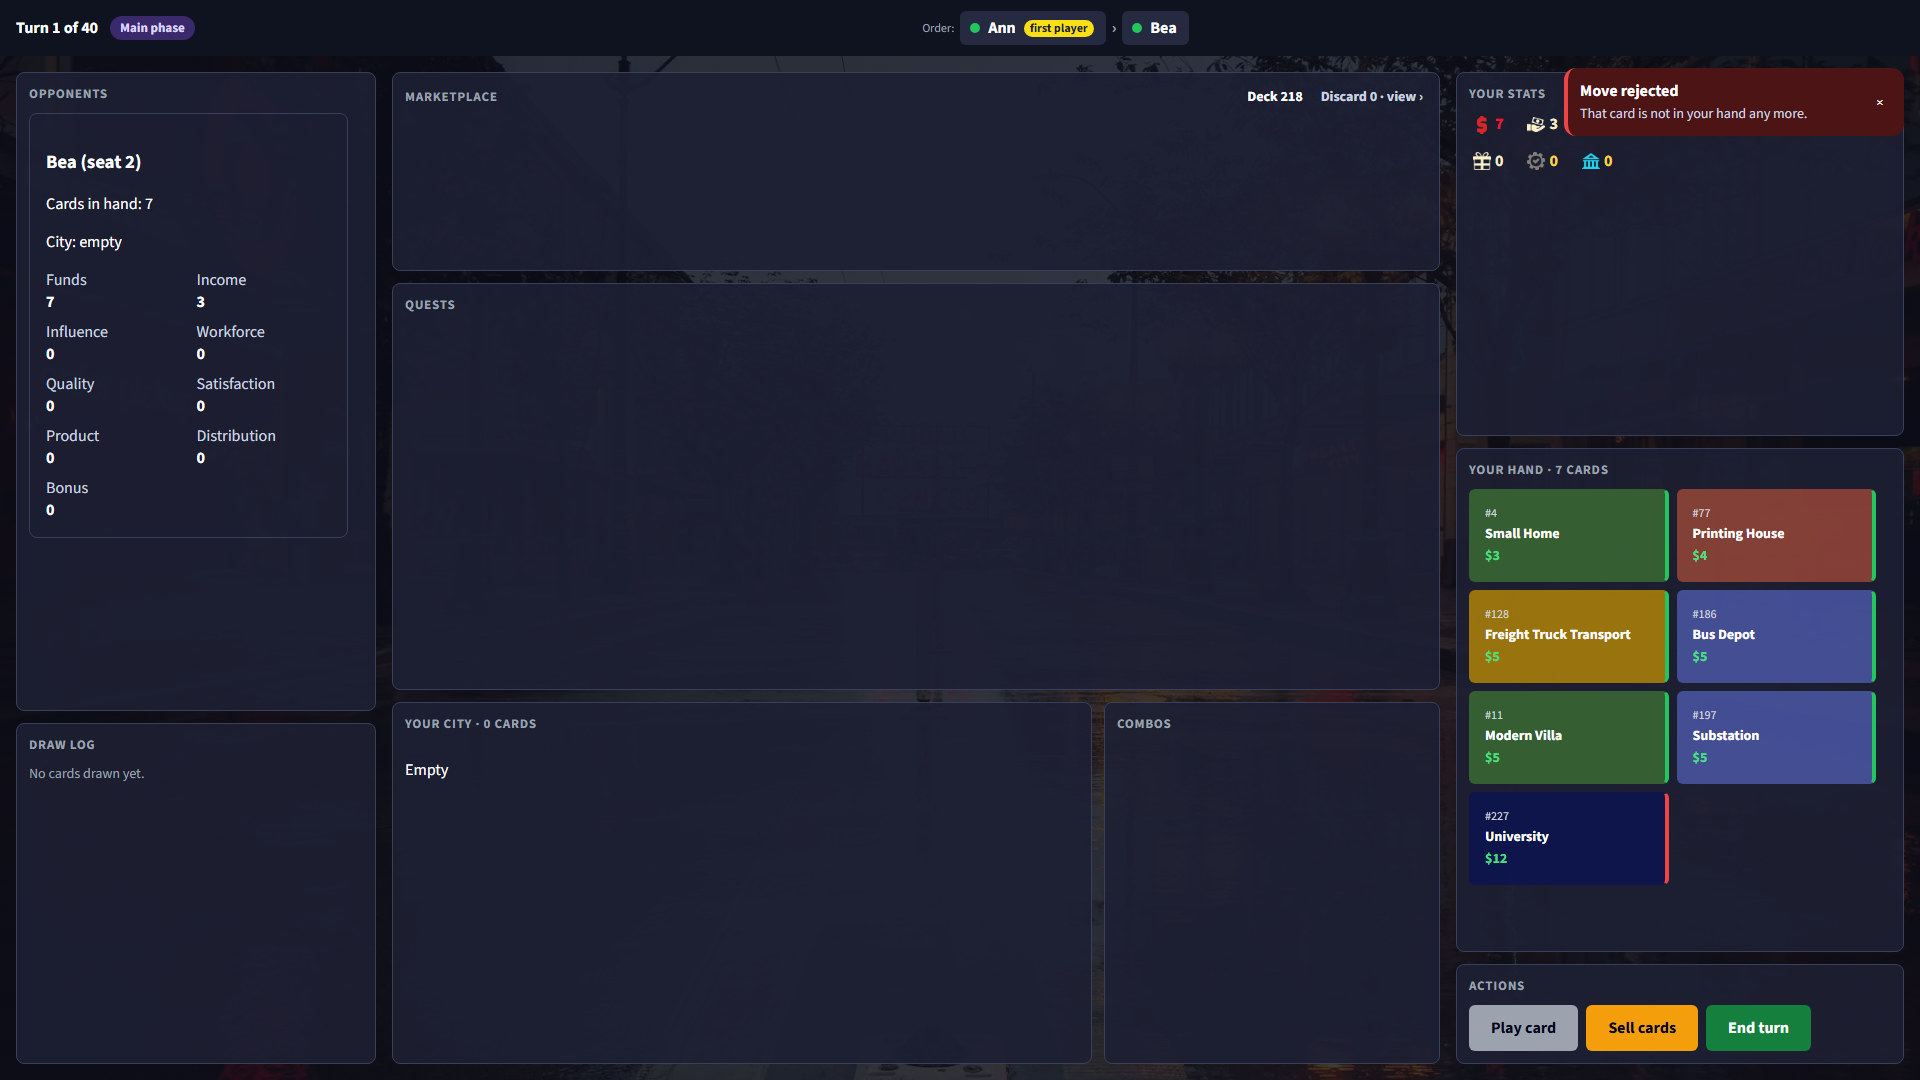 Turn 1 of 40
Main phase
Order:
Ann
first player
›
Bea
OPPONENTS
Bea (seat 2)
Cards in hand: 7
City: empty
Funds
7
Income
3
Influence
0
Workforce
0
Quality
0
Satisfaction
0
Product
0
Distribution
0
Bonus
0
DRAW LOG
No cards drawn yet.
MARKETPLACE
Deck 218
Discard 0 · view ›
QUESTS
YOUR CITY · 0 CARDS
Empty
COMBOS
YOUR STATS
$ 7
3
0
0
0
Move rejected
That card is not in your hand any more.
×
YOUR HAND · 7 CARDS
#4
Small Home
$3
#77
Printing House
$4
#128
Freight Truck Transport
$5
#186
Bus Depot
$5
#11
Modern Villa
$5
#197
Substation
$5
#227
University
$12
ACTIONS
Play card
Sell cards
End turn